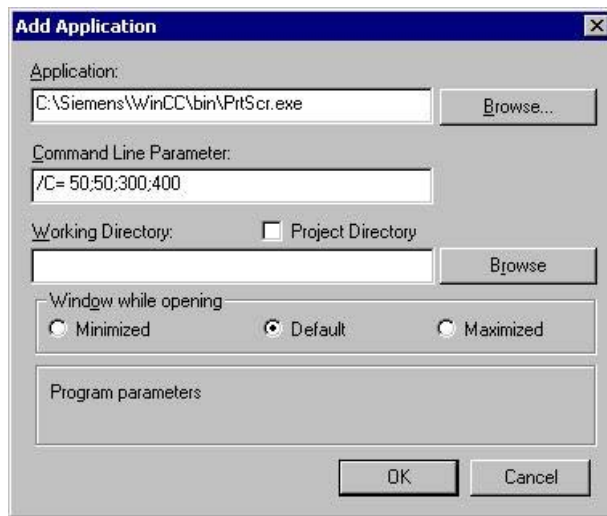 Add Application
Application:
C:\Siemens\WinCC\bin\PrtScr.exe
Browse...
Command Line Parameter:
/C= 50;50;300;400
Working Directory:
Project Directory
Browse
Window while opening
Minimized
Default
Maximized
Program parameters
OK
Cancel